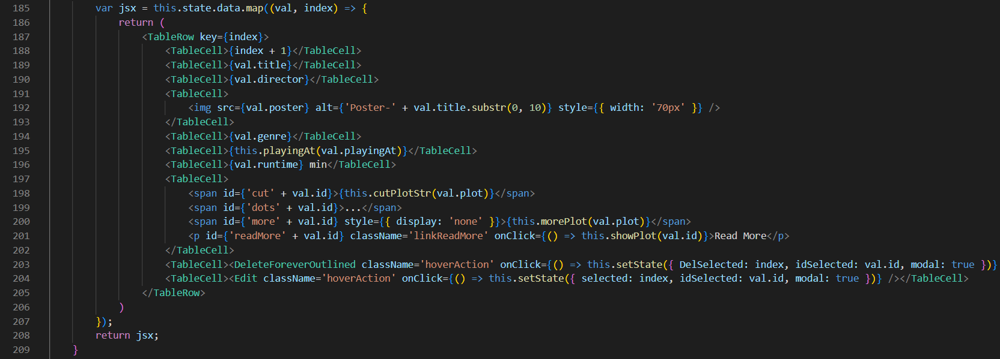 185 var jsx = this.state.data.map((val, index) => {
186 return (
187 <TableRow key={index}>
188 <TableCell>{index + 1}</TableCell>
189 <TableCell>{val.title}</TableCell>
190 <TableCell>{val.director}</TableCell>
191 <TableCell>
192 <img src={val.poster} alt={'Poster-' + val.title.substr(0, 10)} style={{ width: '70px' }} />
193 </TableCell>
194 <TableCell>{val.genre}</TableCell>
195 <TableCell>{this.playingAt(val.playingAt)}</TableCell>
196 <TableCell>{val.runtime} min</TableCell>
197 <TableCell>
198 <span id={'cut' + val.id}>{this.cutPlotStr(val.plot)}</span>
199 <span id={'dots' + val.id}>...</span>
200 <span id={'more' + val.id} style={{ display: 'none' }}>{this.morePlot(val.plot)}</span>
201 <p id={'readMore' + val.id} className='linkReadMore' onClick={() => this.showPlot(val.id)}>Read More</p>
202 </TableCell>
203 <TableCell><DeleteForeverOutlined className='hoverAction' onClick={() => this.setState({ DelSelected: index, idSelected: val.id, modal: true })}
204 <TableCell><Edit className='hoverAction' onClick={() => this.setState({ selected: index, idSelected: val.id, modal: true })} /></TableCell>
205 </TableRow>
206 )
207 });
208 return jsx;
209 }